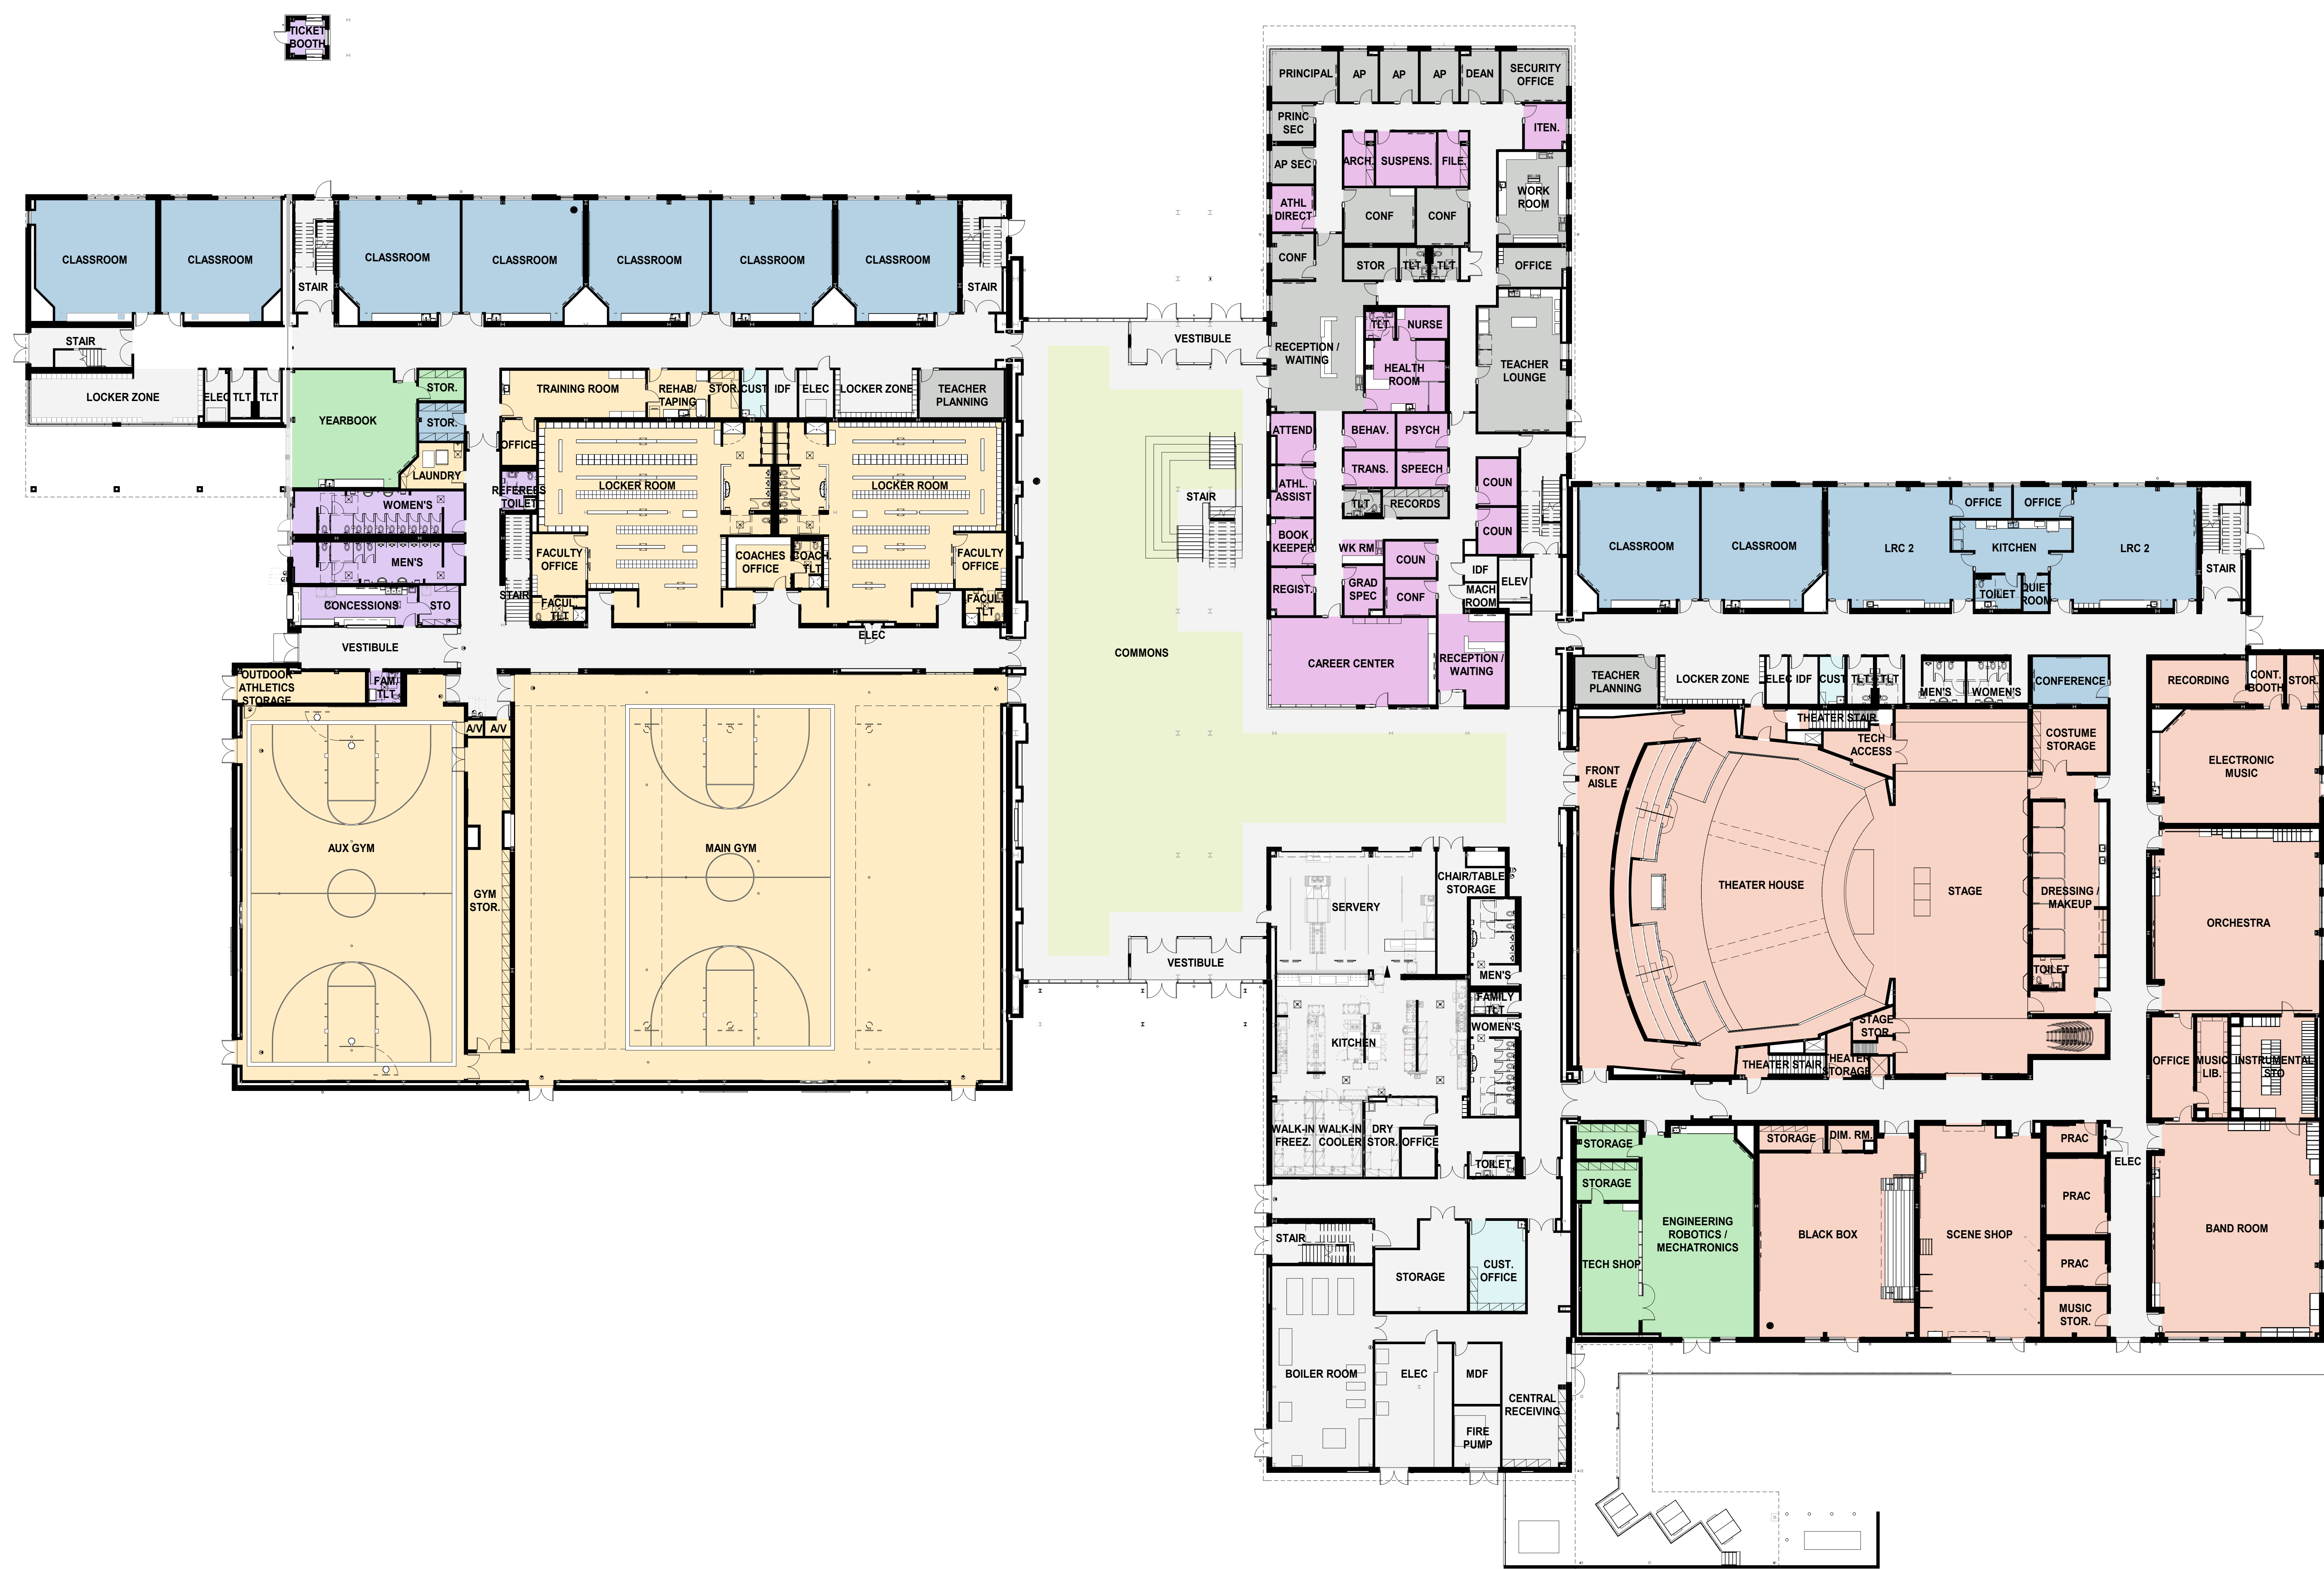 TICKET
BOOTH
PRINCIPAL
AP
AP
AP
DEAN
SECURITY
OFFICE
PRINC
SEC
ITEN.
AP SEC
ARCH.
SUSPENS.
FILE.
WORK
ROOM
ATHL
DIRECT
CONF
CONF
CONF
STOR
TLT
TLT
OFFICE
RECEPTION /
WAITING
TLT
NURSE
HEALTH
ROOM
TEACHER
LOUNGE
ATTEND
BEHAV.
PSYCH
TRANS.
SPEECH
ATHL.
ASSIST
COUN
TLT
RECORDS
COUN
BOOK
KEEPER
WK RM
COUN
IDF
ELEV
REGIST.
GRAD
SPEC
CONF
MACH
ROOM
CAREER CENTER
RECEPTION /
WAITING
CLASSROOM
CLASSROOM
STAIR
CLASSROOM
CLASSROOM
CLASSROOM
CLASSROOM
CLASSROOM
STAIR
STAIR
LOCKER ZONE
ELEC
TLT
TLT
YEARBOOK
STOR.
STOR.
LAUNDRY
TRAINING ROOM
REHAB/
TAPING
STOR.
CUST
IDF
ELEC
LOCKER ZONE
TEACHER
PLANNING
OFFICE
REFEREES
TOILET
LOCKER ROOM
LOCKER ROOM
WOMEN'S
MEN'S
CONCESSIONS
STO
STAIR
FACULTY
OFFICE
FACUL.
TLT
COACHES
OFFICE
COACH.
TLT
FACULTY
OFFICE
FACUL.
TLT
ELEC
VESTIBULE
OUTDOOR
ATHLETICS
STORAGE
FAM/
TLT
A/V
A/V
AUX GYM
GYM
STOR.
MAIN GYM
VESTIBULE
STAIR
COMMONS
VESTIBULE
CLASSROOM
CLASSROOM
LRC 2
OFFICE
OFFICE
KITCHEN
TOILET
QUIET
ROOM
LRC 2
STAIR
TEACHER
PLANNING
LOCKER ZONE
ELEC
IDF
CUST
TLT
TLT
MEN'S
WOMEN'S
CONFERENCE
RECORDING
CONT.
BOOTH
STOR.
THEATER STAIR
TECH
ACCESS
FRONT
AISLE
COSTUME
STORAGE
ELECTRONIC
MUSIC
THEATER HOUSE
STAGE
DRESSING /
MAKEUP
TOILET
ORCHESTRA
STAGE
STOR.
THEATER STAIR
THEATER
STORAGE
OFFICE
MUSIC
LIB.
INSTRUMENTAL
STO
SERVERY
CHAIR/TABLE
STORAGE
MEN'S
FAMILY
TLT
WOMEN'S
KITCHEN
WALK-IN
FREEZ.
WALK-IN
COOLER
DRY
STOR.
OFFICE
TOILET
STAIR
STORAGE
CUST.
OFFICE
BOILER ROOM
ELEC
MDF
FIRE
PUMP
CENTRAL
RECEIVING
STORAGE
STORAGE
TECH SHOP
ENGINEERING
ROBOTICS /
MECHATRONICS
STORAGE
DIM. RM.
BLACK BOX
SCENE SHOP
PRAC
PRAC
PRAC
MUSIC
STOR.
ELEC
BAND ROOM